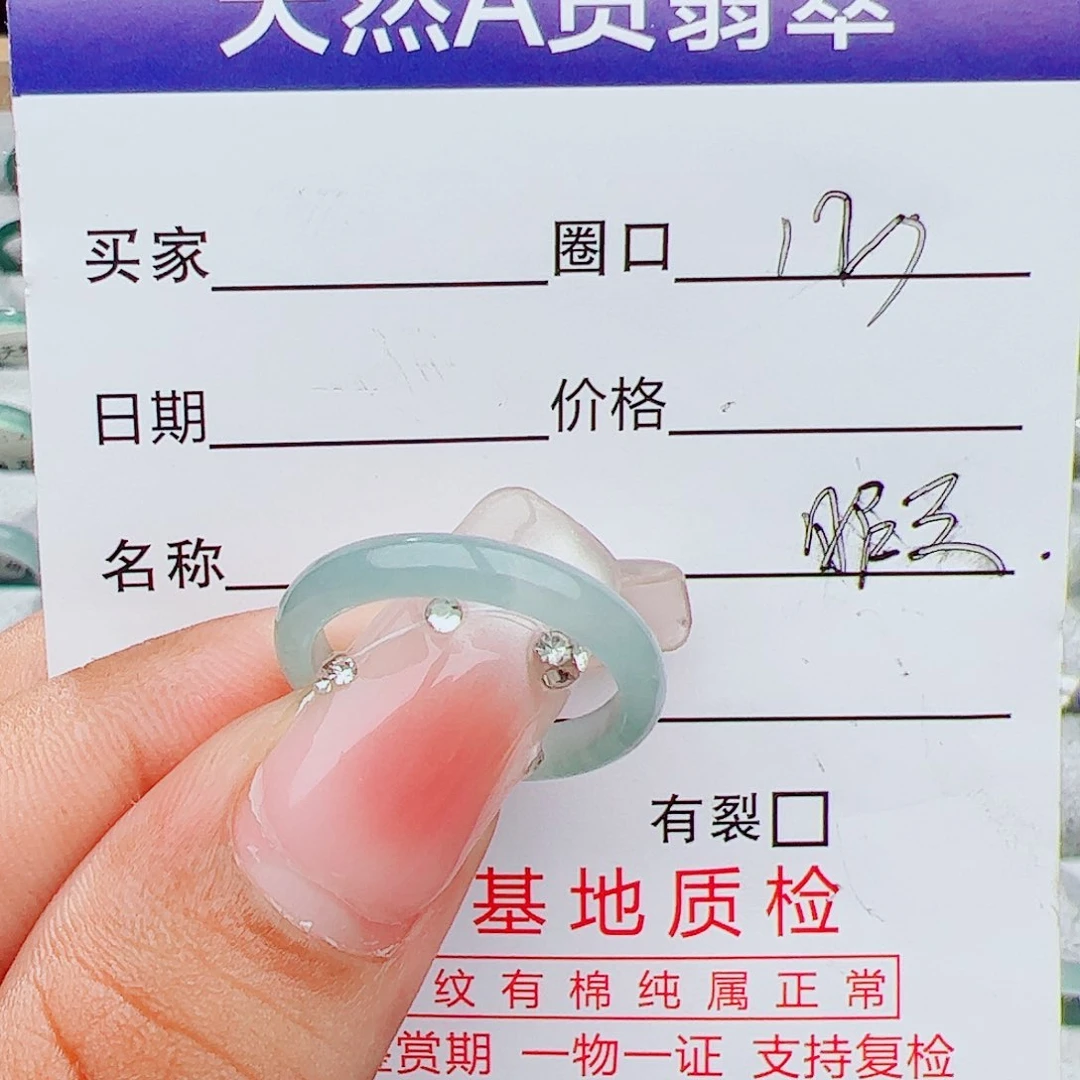 天然A货翡翠
买家 圈口
日期 价格
名称
有裂□
基地质检
纹有棉纯属正常
赏期 一物一证 支持复检